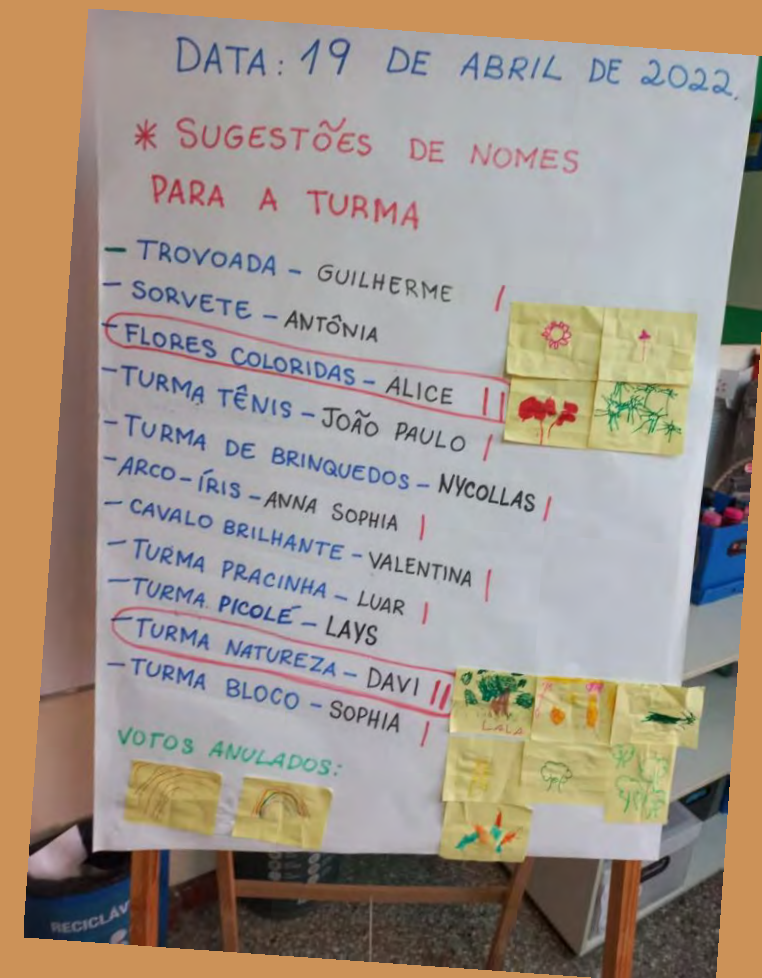 DATA: 19 DE ABRIL DE 2022.
* SUGESTÕES DE NOMES
PARA A TURMA
– TROVOADA – GUILHERME |
– SORVETE – ANTÔNIA
– FLORES COLORIDAS – ALICE ||
– TURMA TÊNIS – JOÃO PAULO |
– TURMA DE BRINQUEDOS – NYCOLLAS |
– ARCO-ÍRIS – ANNA SOPHIA |
– CAVALO BRILHANTE – VALENTINA |
– TURMA PRACINHA – LUAR |
– TURMA PICOLÉ – LAYS
– TURMA NATUREZA – DAVI ||
– TURMA BLOCO – SOPHIA |
LALA
VOTOS ANULADOS:
RECICLÁV